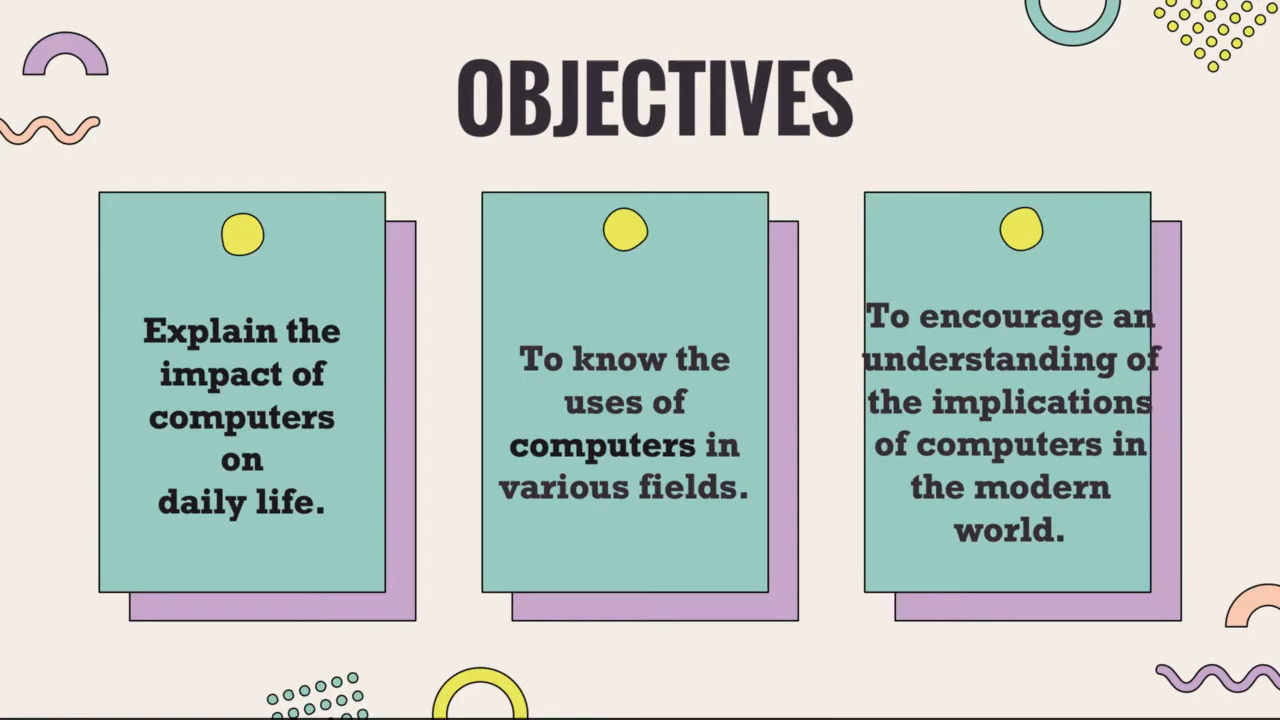 OBJECTIVES
Explain the
impact of
computers
on
daily life.
To know the
uses of
computers in
various fields.
To encourage an
understanding of
the implications
of computers in
the modern
world.